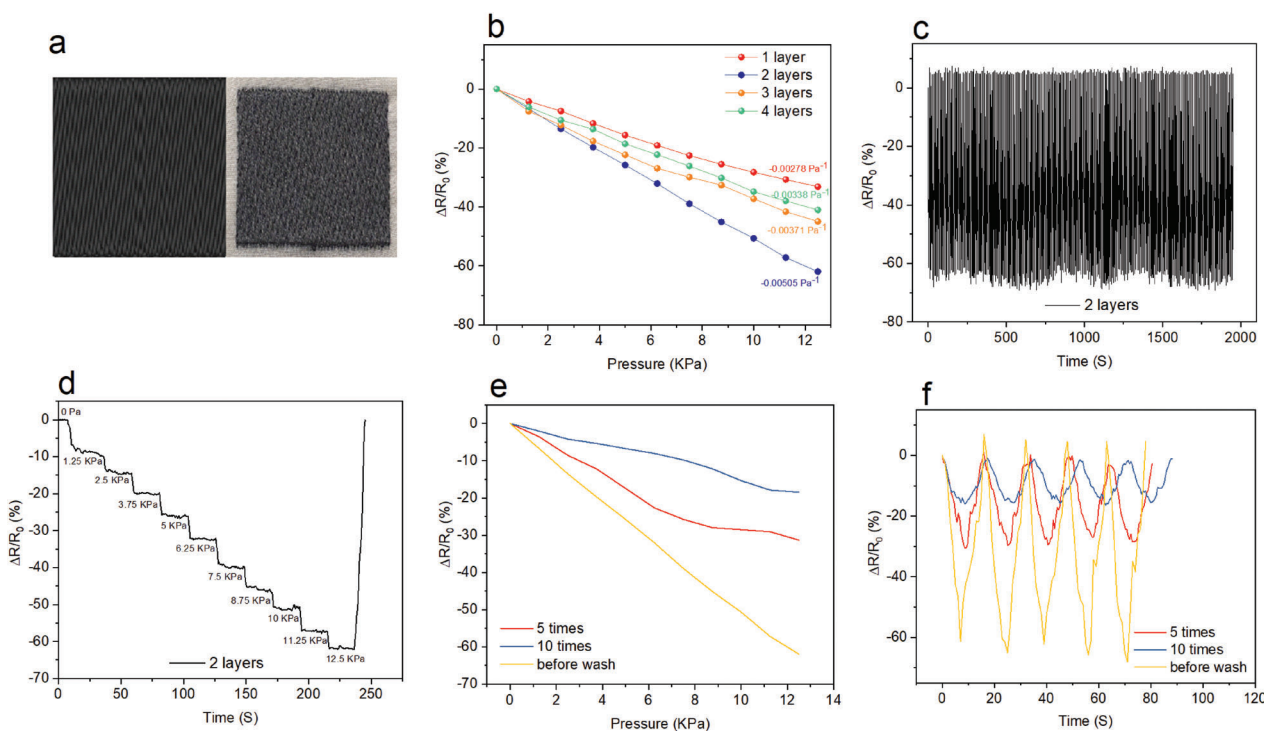 a
b
1 layer
2 layers
3 layers
4 layers
-0.00278 Pa⁻¹
-0.00338 Pa⁻¹
-0.00371 Pa⁻¹
-0.00505 Pa⁻¹
0
-20
-40
-60
-80
ΔR/R₀ (%)
0 2 4 6 8 10 12
Pressure (KPa)
c
0
-20
-40
-60
-80
ΔR/R₀ (%)
2 layers
0 500 1000 1500 2000
Time (S)
d
0 Pa
1.25 KPa
2.5 KPa
3.75 KPa
5 KPa
6.25 KPa
7.5 KPa
8.75 KPa
10 KPa
11.25 KPa
12.5 KPa
2 layers
0
-10
-20
-30
-40
-50
-60
-70
ΔR/R₀ (%)
0 50 100 150 200 250
Time (S)
e
0
-10
-20
-30
-40
-50
-60
-70
ΔR/R₀ (%)
5 times
10 times
before wash
0 2 4 6 8 10 12 14
Pressure (KPa)
f
0
-20
-40
-60
ΔR/R₀ (%)
5 times
10 times
before wash
0 20 40 60 80 100 120
Time (S)